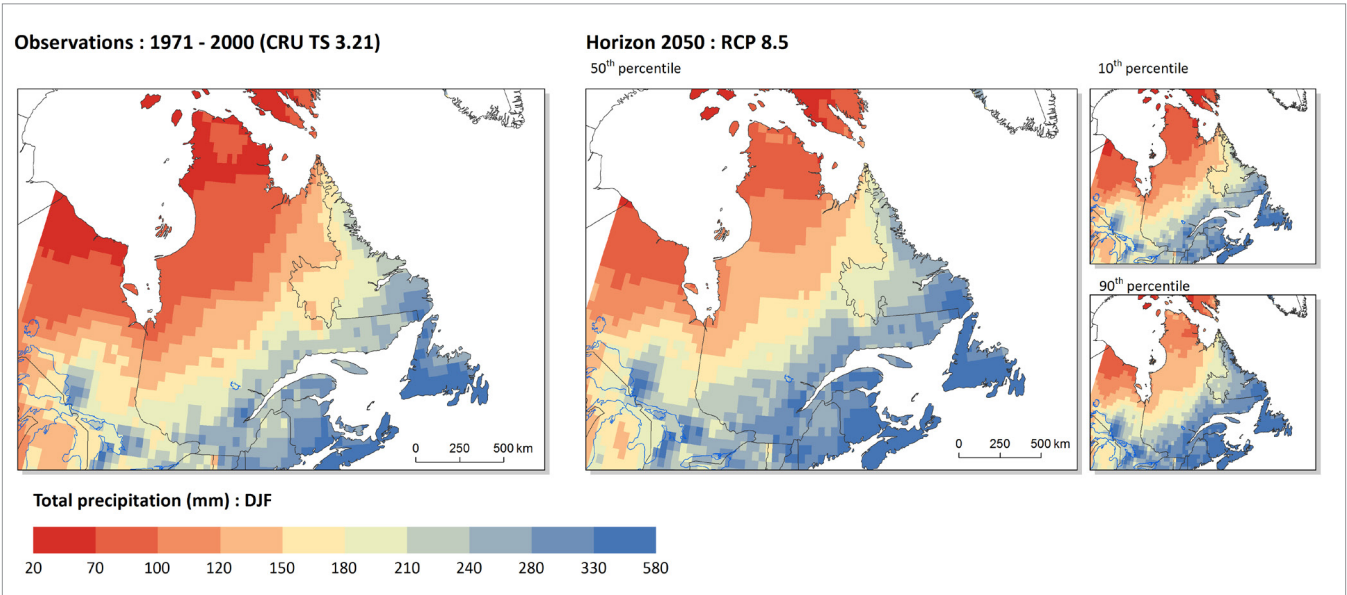 Observations : 1971 - 2000 (CRU TS 3.21)
Horizon 2050 : RCP 8.5
50th percentile
10th percentile
90th percentile
0 250 500 km
0 250 500 km
Total precipitation (mm) : DJF
20 70 100 120 150 180 210 240 280 330 580